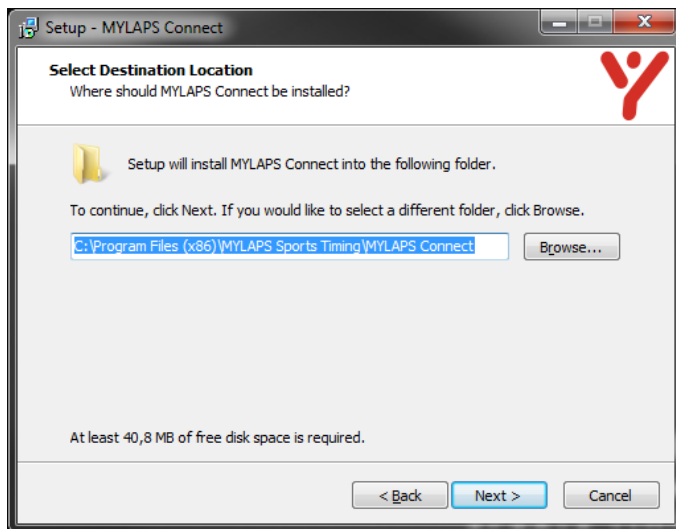 Setup - MYLAPS Connect
Select Destination Location
Where should MYLAPS Connect be installed?
Setup will install MYLAPS Connect into the following folder.
To continue, click Next. If you would like to select a different folder, click Browse.
C:\Program Files (x86)\MYLAPS Sports Timing\MYLAPS Connect
Browse...
At least 40,8 MB of free disk space is required.
< Back
Next >
Cancel